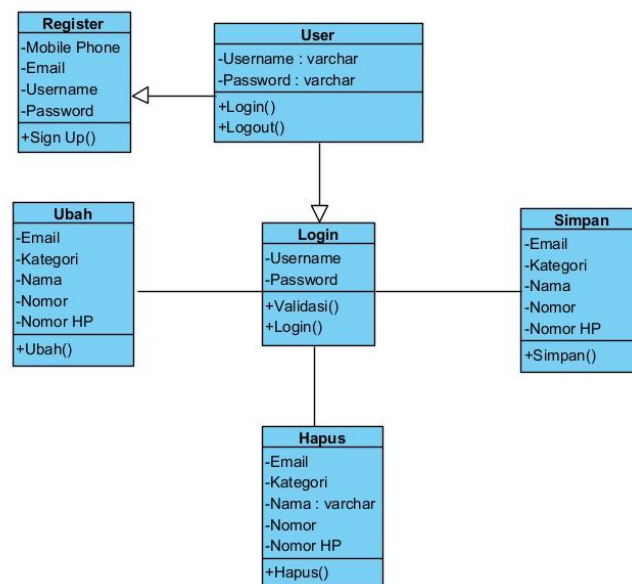 Register
-Mobile Phone
-Email
-Username
-Password
+Sign Up()
User
-Username : varchar
-Password : varchar
+Login()
+Logout()
Ubah
-Email
-Kategori
-Nama
-Nomor
-Nomor HP
+Ubah()
Login
-Username
-Password
+Validasi()
+Login()
Simpan
-Email
-Kategori
-Nama
-Nomor
-Nomor HP
+Simpan()
Hapus
-Email
-Kategori
-Nama : varchar
-Nomor
-Nomor HP
+Hapus()